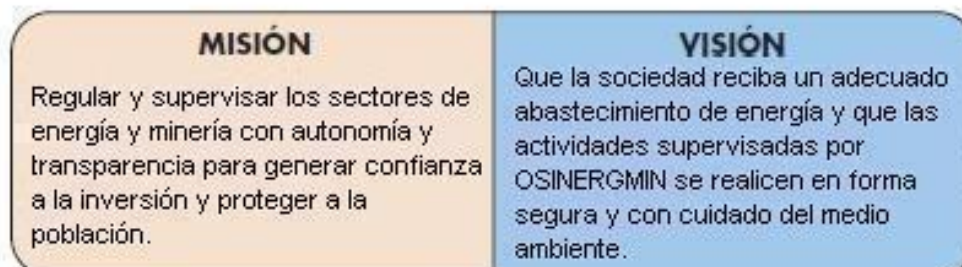 MISIÓN
Regular y supervisar los sectores de
energía y minería con autonomía y
transparencia para generar confianza
a la inversión y proteger a la
población.
VISIÓN
Que la sociedad reciba un adecuado
abastecimiento de energía y que las
actividades supervisadas por
OSINERGMIN se realicen en forma
segura y con cuidado del medio
ambiente.